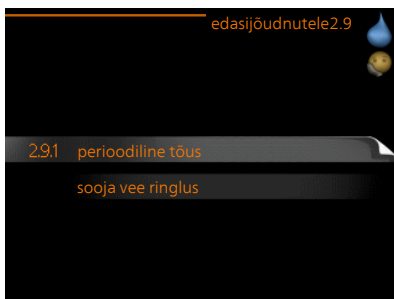 edasijõudnutele2.9
2.9.1 perioodiline tõus
sooja vee ringlus